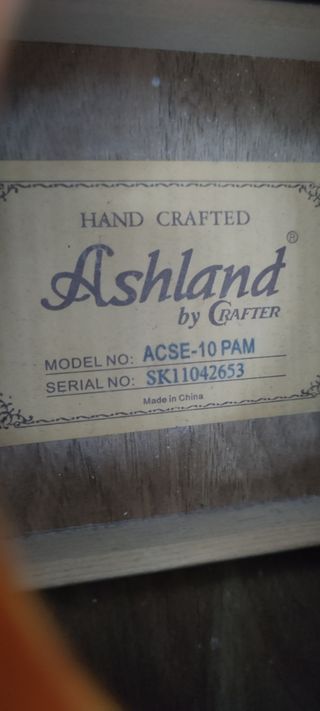 HAND CRAFTED
Ashland®
by CRAFTER
MODEL NO: ACSE-10 PAM
SERIAL NO: SK11042653
Made in China